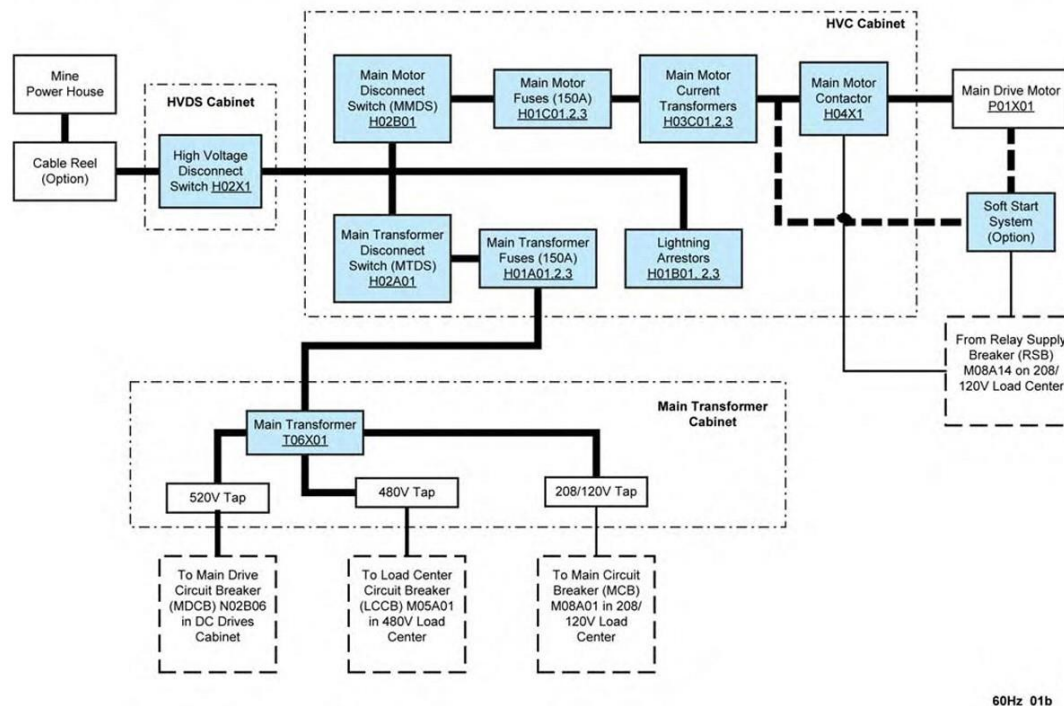 HVC Cabinet
Mine
Power House
HVDS Cabinet
Main Motor
Disconnect
Switch (MMDS)
H02B01
Main Motor
Fuses (150A)
H01C01,2,3
Main Motor
Current
Transformers
H03C01,2,3
Main Motor
Contactor
H04X1
Main Drive Motor
P01X01
Cable Reel
(Option)
High Voltage
Disconnect
Switch H02X1
Main Transformer
Disconnect
Switch (MTDS)
H02A01
Main Transformer
Fuses (150A)
H01A01,2,3
Lightning
Arrestors
H01B01, 2,3
Soft Start
System
(Option)
From Relay Supply
Breaker (RSB)
M08A14 on 208/
120V Load Center
Main Transformer
T06X01
Main Transformer
Cabinet
520V Tap
480V Tap
208/120V Tap
To Main Drive
Circuit Breaker
(MDCB) N02B06
in DC Drives
Cabinet
To Load Center
Circuit Breaker
(LCCB) M05A01
in 480V Load
Center
To Main Circuit
Breaker (MCB)
M08A01 in 208/
120V Load
Center
60Hz_01b